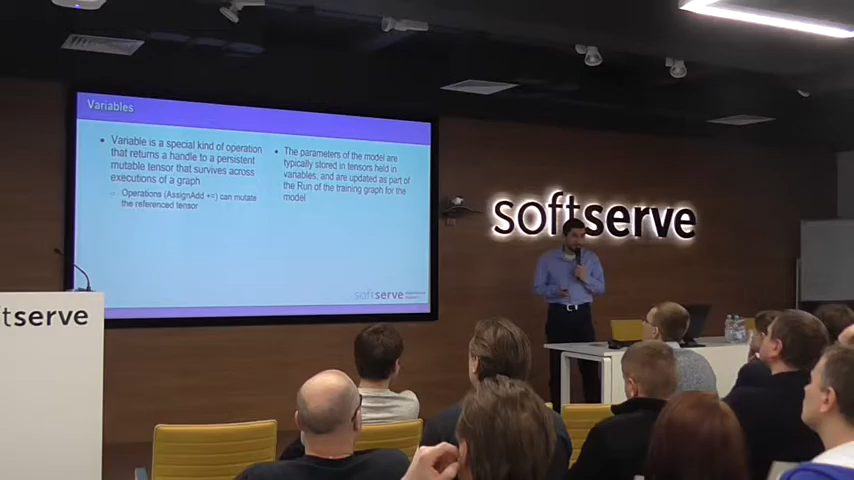 Variables
• Variable is a special kind of operation
that returns a handle to a persistent
mutable tensor that survives across
executions of a graph
○ Operations (AssignAdd +=) can mutate
the referenced tensor
• The parameters of the model are
typically stored in tensors held in
variables, and are updated as part of
the Run of the training graph for the
model
softserve
softserve
ftserve